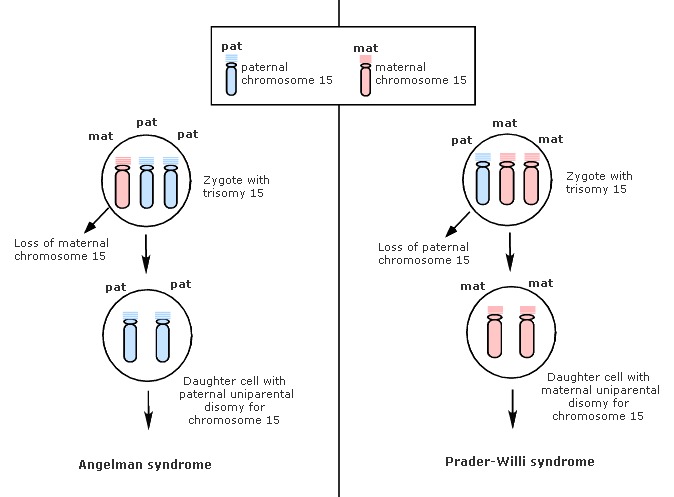 pat
paternal
chromosome 15
mat
maternal
chromosome 15
mat
pat
pat
Zygote with
trisomy 15
Loss of maternal
chromosome 15
pat
pat
Daughter cell with
paternal uniparental
disomy for
chromosome 15
Angelman syndrome
pat
mat
mat
Zygote with
trisomy 15
Loss of paternal
chromosome 15
mat
mat
Daughter cell with
maternal uniparental
disomy for
chromosome 15
Prader-Willi syndrome